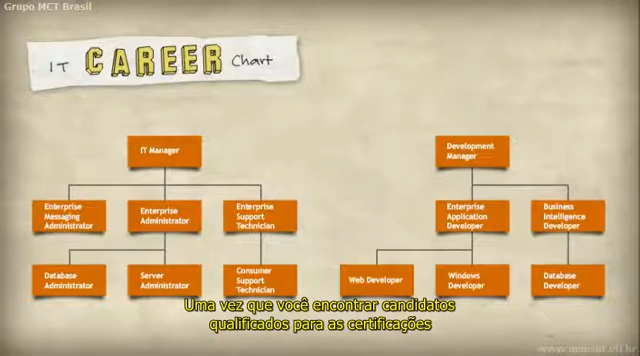 Grupo MCT Brasil
IT CAREER Chart
IT Manager
Development
Manager
Enterprise
Messaging
Administrator
Enterprise
Administrator
Enterprise
Support
Technician
Enterprise
Application
Developer
Business
Intelligence
Developer
Database
Administrator
Server
Administrator
Consumer
Support
Technician
Web Developer
Windows
Developer
Database
Developer
Uma vez que você encontrar candidatos
qualificados para as certificações